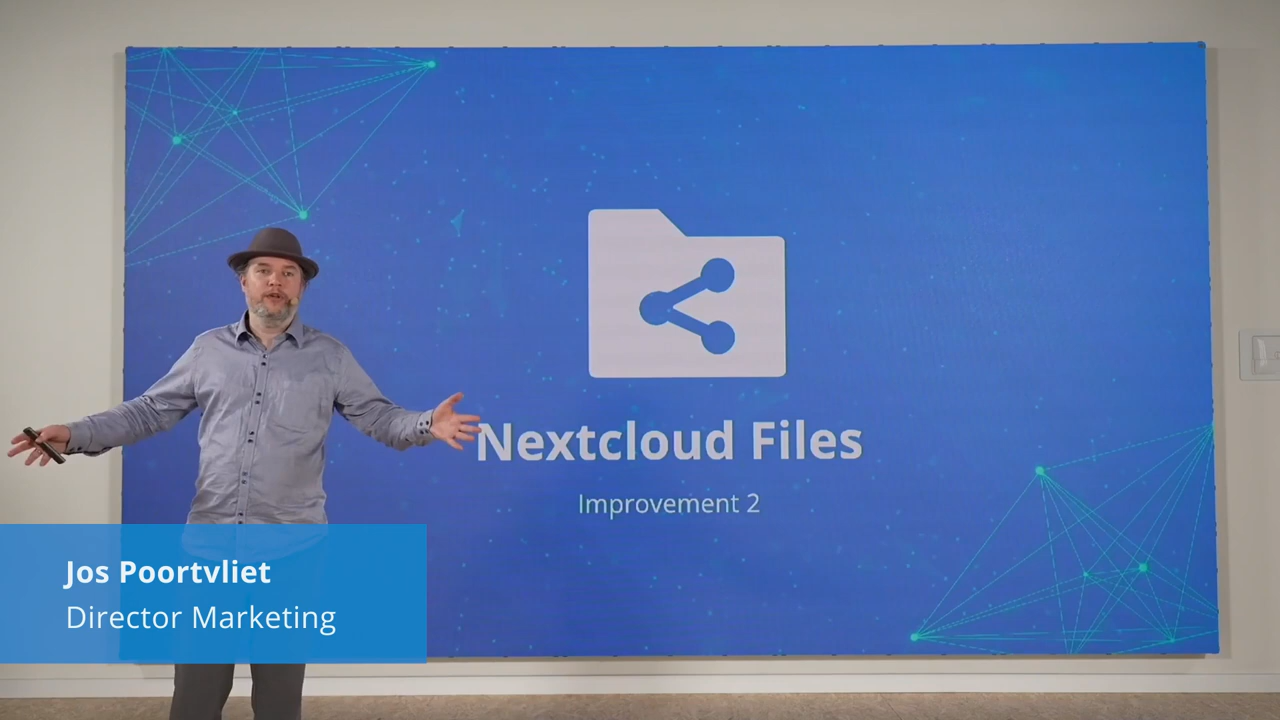 Nextcloud Files
Improvement 2
Jos Poortvliet
Director Marketing